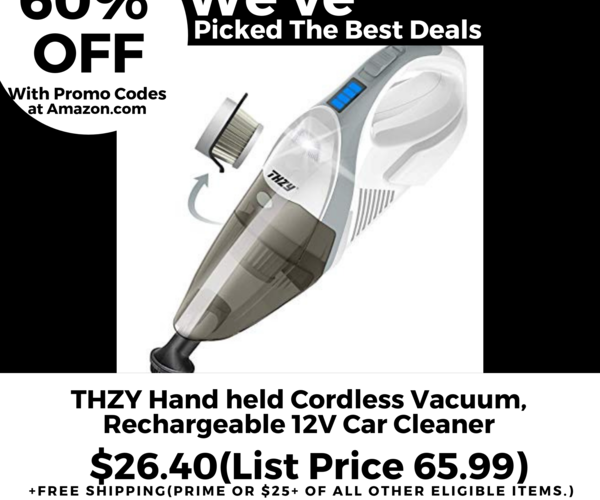 60%
OFF
With Promo Codes
at Amazon.com
We've
Picked The Best Deals
THZY
THZY Hand held Cordless Vacuum,
Rechargeable 12V Car Cleaner
$26.40(List Price 65.99)
+FREE SHIPPING(PRIME OR $25+ OF ALL OTHER ELIGIBLE ITEMS.)